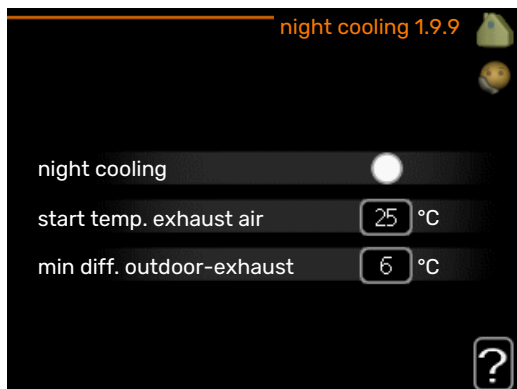 night cooling 1.9.9
night cooling
start temp. exhaust air 25 °C
min diff. outdoor-exhaust 6 °C
?